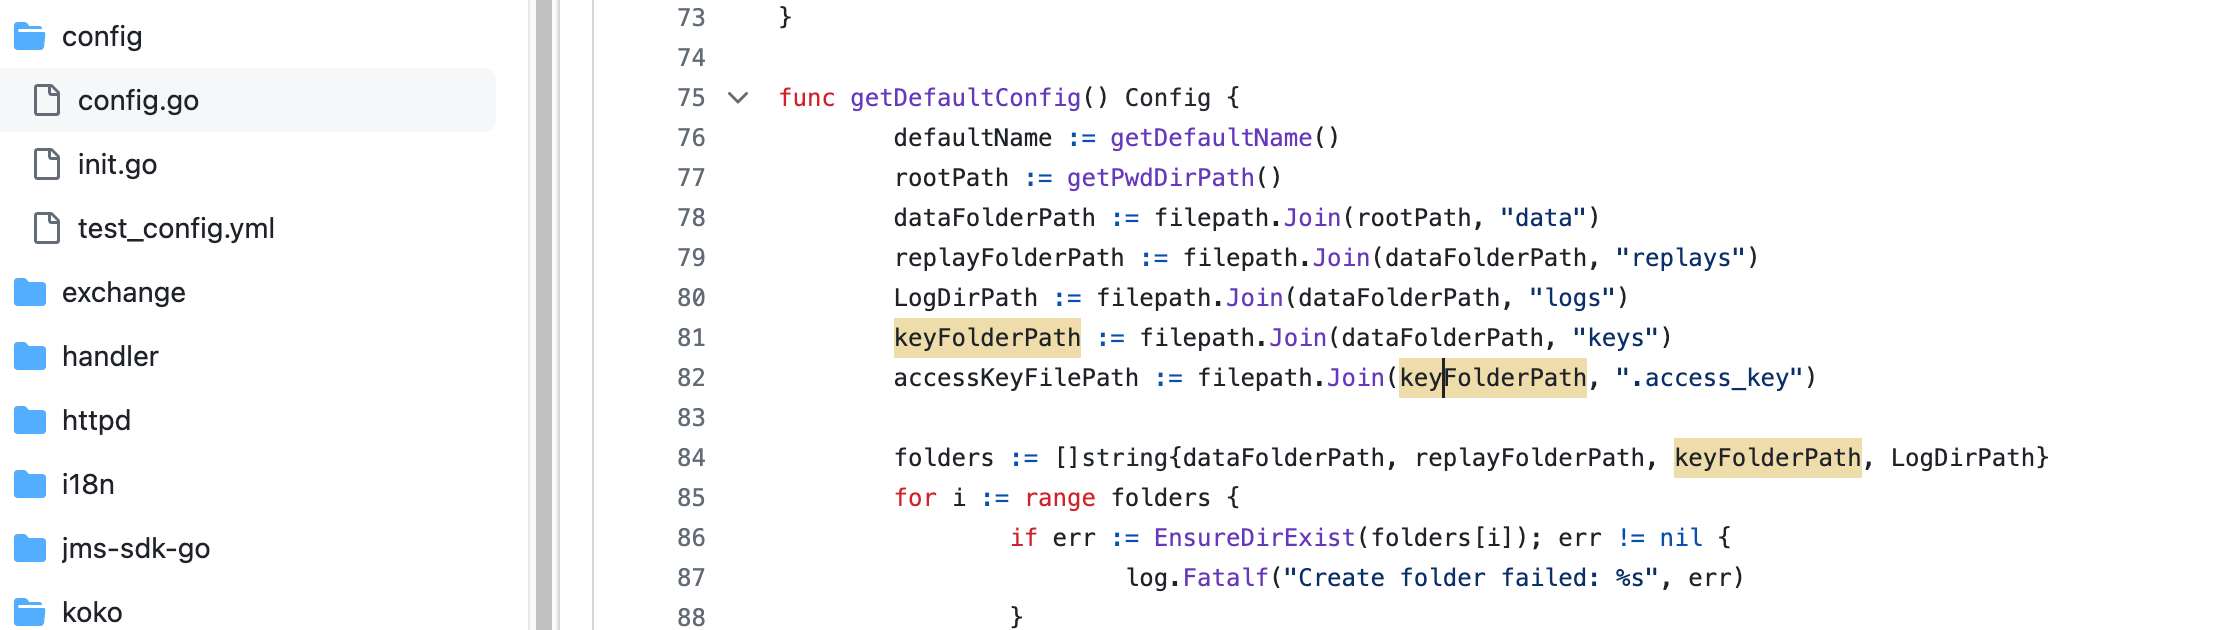 config
config.go
init.go
test_config.yml
exchange
handler
httpd
i18n
jms-sdk-go
koko
73 }
74
75 func getDefaultConfig() Config {
76 defaultName := getDefaultName()
77 rootPath := getPwdDirPath()
78 dataFolderPath := filepath.Join(rootPath, "data")
79 replayFolderPath := filepath.Join(dataFolderPath, "replays")
80 LogDirPath := filepath.Join(dataFolderPath, "logs")
81 keyFolderPath := filepath.Join(dataFolderPath, "keys")
82 accessKeyFilePath := filepath.Join(keyFolderPath, ".access_key")
83
84 folders := []string{dataFolderPath, replayFolderPath, keyFolderPath, LogDirPath}
85 for i := range folders {
86 if err := EnsureDirExist(folders[i]); err != nil {
87 log.Fatalf("Create folder failed: %s", err)
88 }